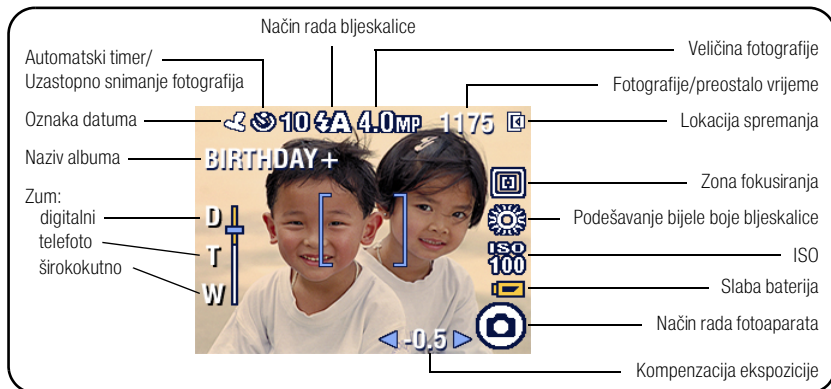 Način rada bljeskalice
Automatski timer/
Uzastopno snimanje fotografija
Oznaka datuma
Naziv albuma
Zum:
digitalni
telefoto
širokokutno
Veličina fotografije
Fotografije/preostalo vrijeme
Lokacija spremanja
Zona fokusiranja
Podešavanje bijele boje bljeskalice
ISO
Slaba baterija
Način rada fotoaparata
Kompenzacija ekspozicije
10 A 4.0MP 1175
BIRTHDAY+
D
T
W
ISO
100
-0.5